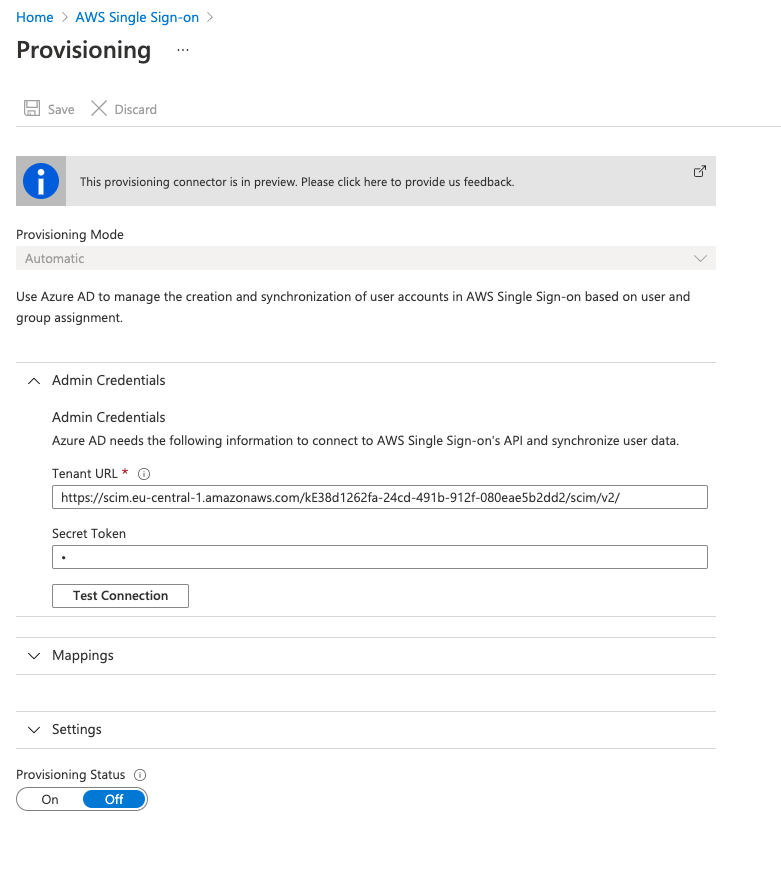 Home > AWS Single Sign-on >
Provisioning ...
Save Discard
This provisioning connector is in preview. Please click here to provide us feedback.
Provisioning Mode
Automatic
Use Azure AD to manage the creation and synchronization of user accounts in AWS Single Sign-on based on user and
group assignment.
Admin Credentials
Admin Credentials
Azure AD needs the following information to connect to AWS Single Sign-on's API and synchronize user data.
Tenant URL *
https://scim.eu-central-1.amazonaws.com/kE38d1262fa-24cd-491b-912f-080eae5b2dd2/scim/v2/
Secret Token
•
Test Connection
Mappings
Settings
Provisioning Status
On Off